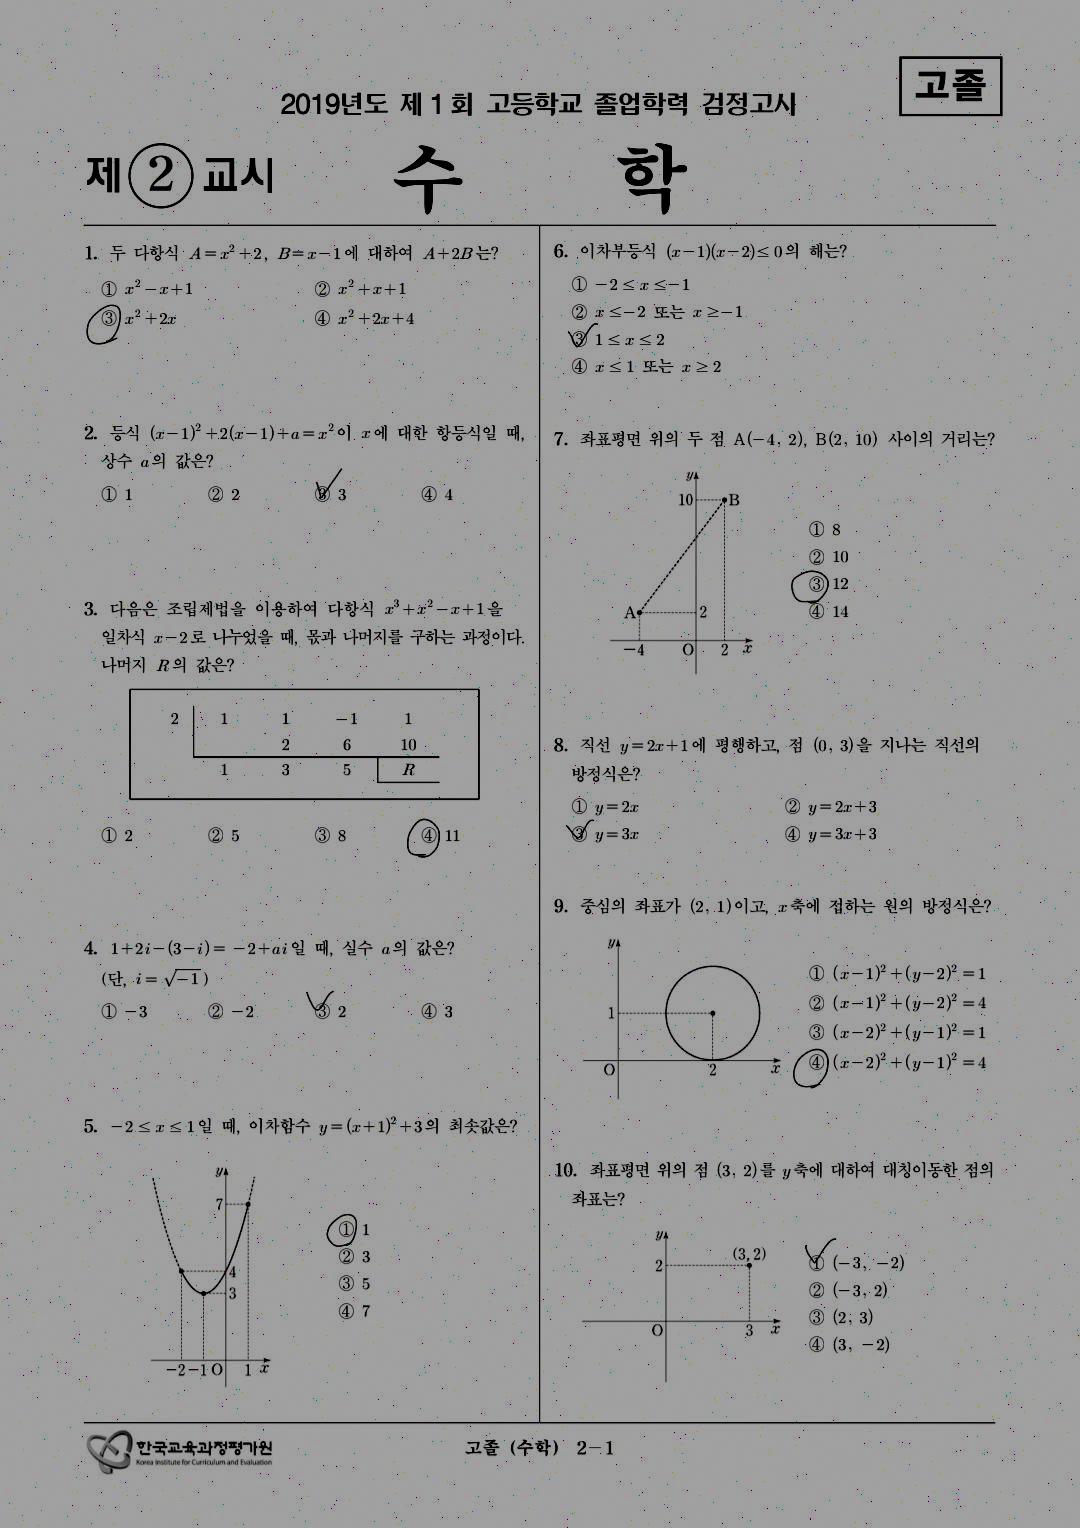 고졸
2019년도 제1회 고등학교 졸업학력 검정고시
제 ② 교시 수 학
1. 두 다항식 A=x²+2, B=x-1에 대하여 A+2B는?
① x²-x+1 ② x²+x+1
③ x²+2x ④ x²+2x+4
2. 등식 (x-1)²+2(x-1)+a=x²이 x에 대한 항등식일 때,
상수 a의 값은?
① 1 ② 2 ③ 3 ④ 4
3. 다음은 조립제법을 이용하여 다항식 x³+x²-x+1을
일차식 x-2로 나누었을 때, 몫과 나머지를 구하는 과정이다.
나머지 R의 값은?
2 1 1 -1 1
2 6 10
1 3 5 R
① 2 ② 5 ③ 8 ④ 11
4. 1+2i-(3-i)=-2+ai일 때, 실수 a의 값은?
(단, i=√-1)
① -3 ② -2 ③ 2 ④ 3
5. -2≤x≤1일 때, 이차함수 y=(x+1)²+3의 최솟값은?
y
7
4
3
-2 -1 O 1 x
① 1
② 3
③ 5
④ 7
6. 이차부등식 (x-1)(x-2)≤0의 해는?
① -2≤x≤-1
② x≤-2 또는 x≥-1
③ 1≤x≤2
④ x≤1 또는 x≥2
7. 좌표평면 위의 두 점 A(-4, 2), B(2, 10) 사이의 거리는?
y
10 B
A 2
-4 O 2 x
① 8
② 10
③ 12
④ 14
8. 직선 y=2x+1에 평행하고, 점 (0, 3)을 지나는 직선의
방정식은?
① y=2x ② y=2x+3
③ y=3x ④ y=3x+3
9. 중심의 좌표가 (2, 1)이고, x축에 접하는 원의 방정식은?
y
1
O 2 x
① (x-1)²+(y-2)²=1
② (x-1)²+(y-2)²=4
③ (x-2)²+(y-1)²=1
④ (x-2)²+(y-1)²=4
10. 좌표평면 위의 점 (3, 2)를 y축에 대하여 대칭이동한 점의
좌표는?
y
2 (3, 2)
O 3 x
① (-3, -2)
② (-3, 2)
③ (2, 3)
④ (3, -2)
한국교육과정평가원
Korea Institute for Curriculum and Evaluation
고졸 (수학) 2-1